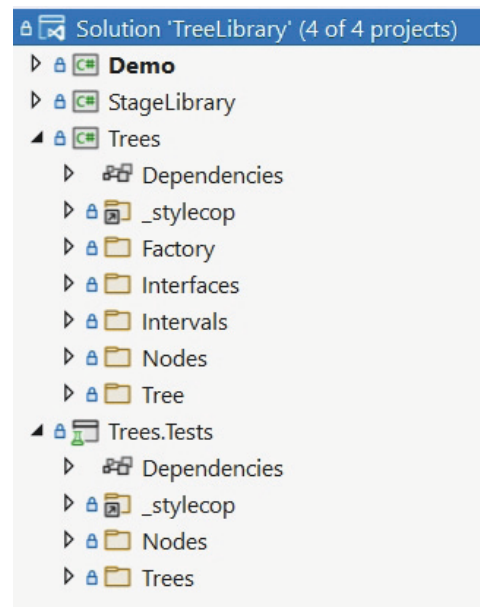 Solution 'TreeLibrary' (4 of 4 projects)
C# Demo
C# StageLibrary
C# Trees
Dependencies
_stylecop
Factory
Interfaces
Intervals
Nodes
Tree
Trees.Tests
Dependencies
_stylecop
Nodes
Trees